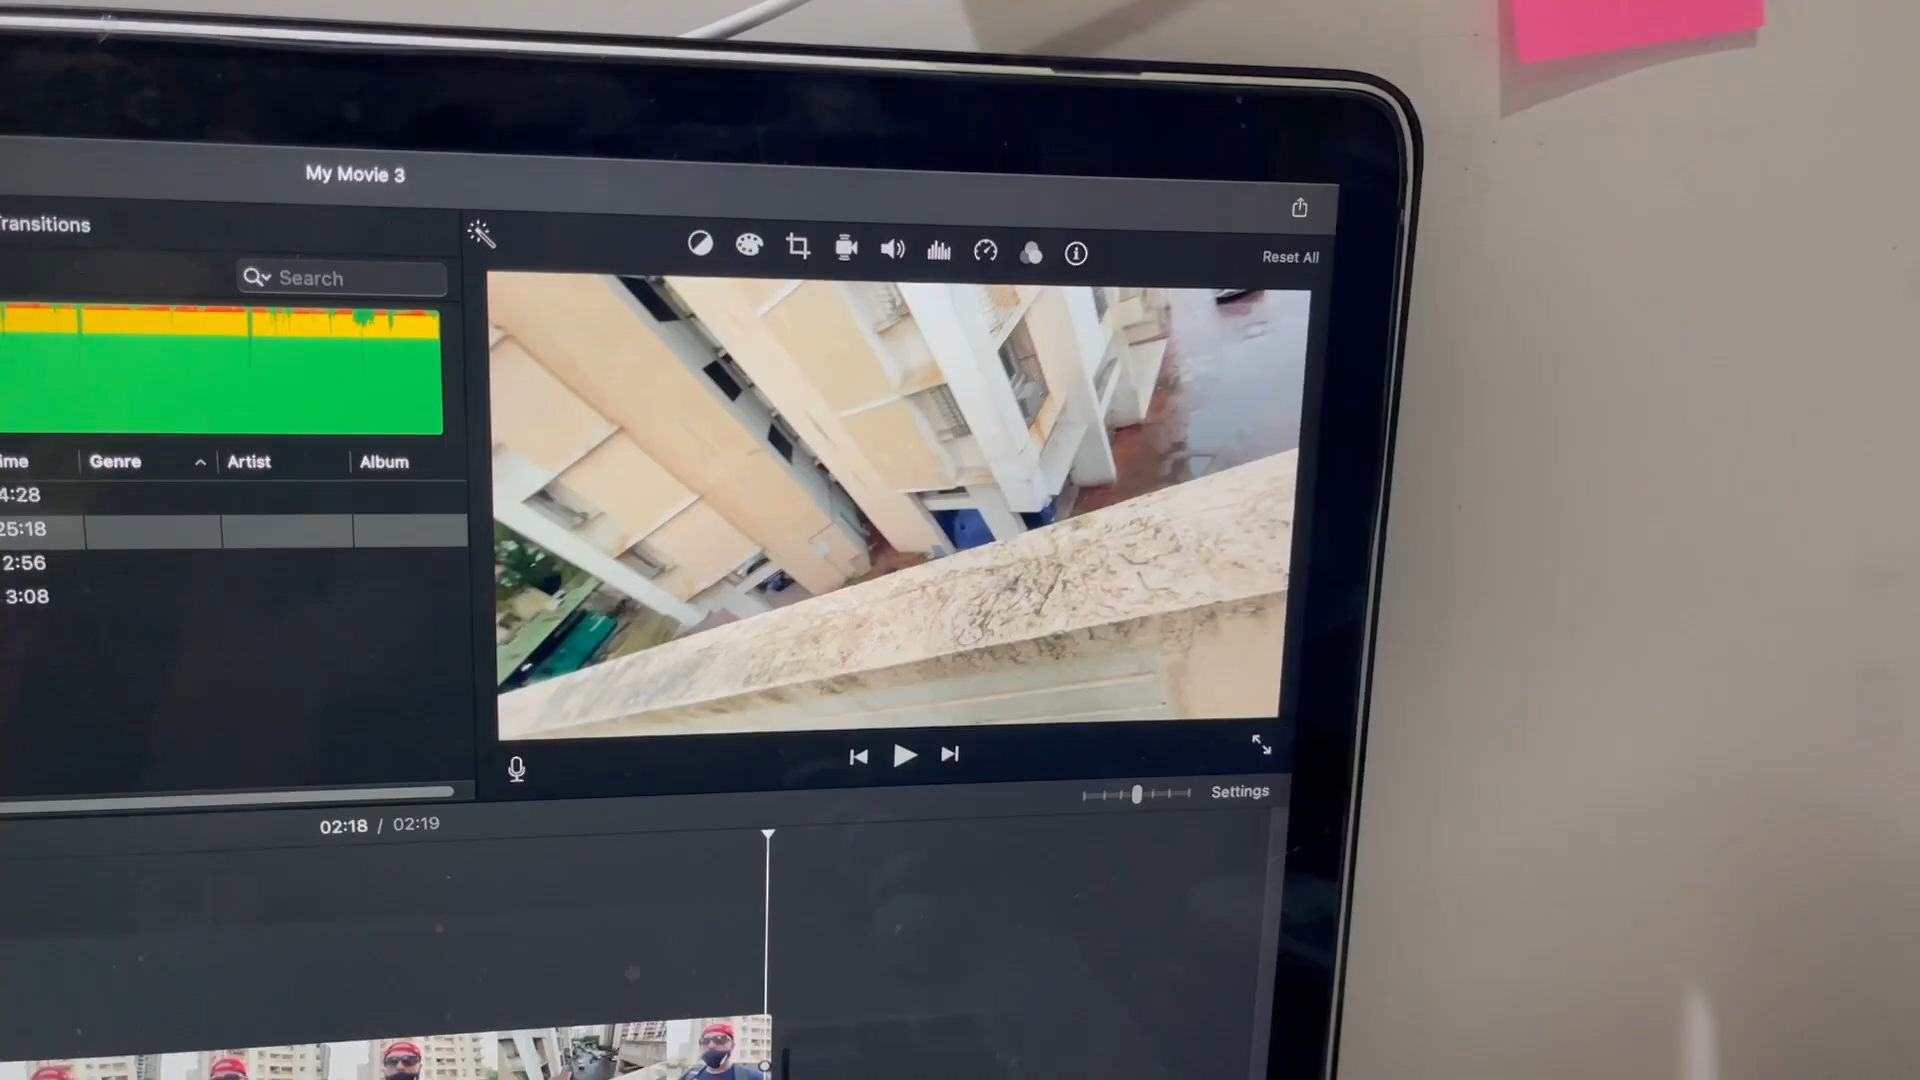 My Movie 3
Transitions
Reset All
Search
ime Genre Artist Album
4:28
25:18
2:56
3:08
Settings
02:18 / 02:19